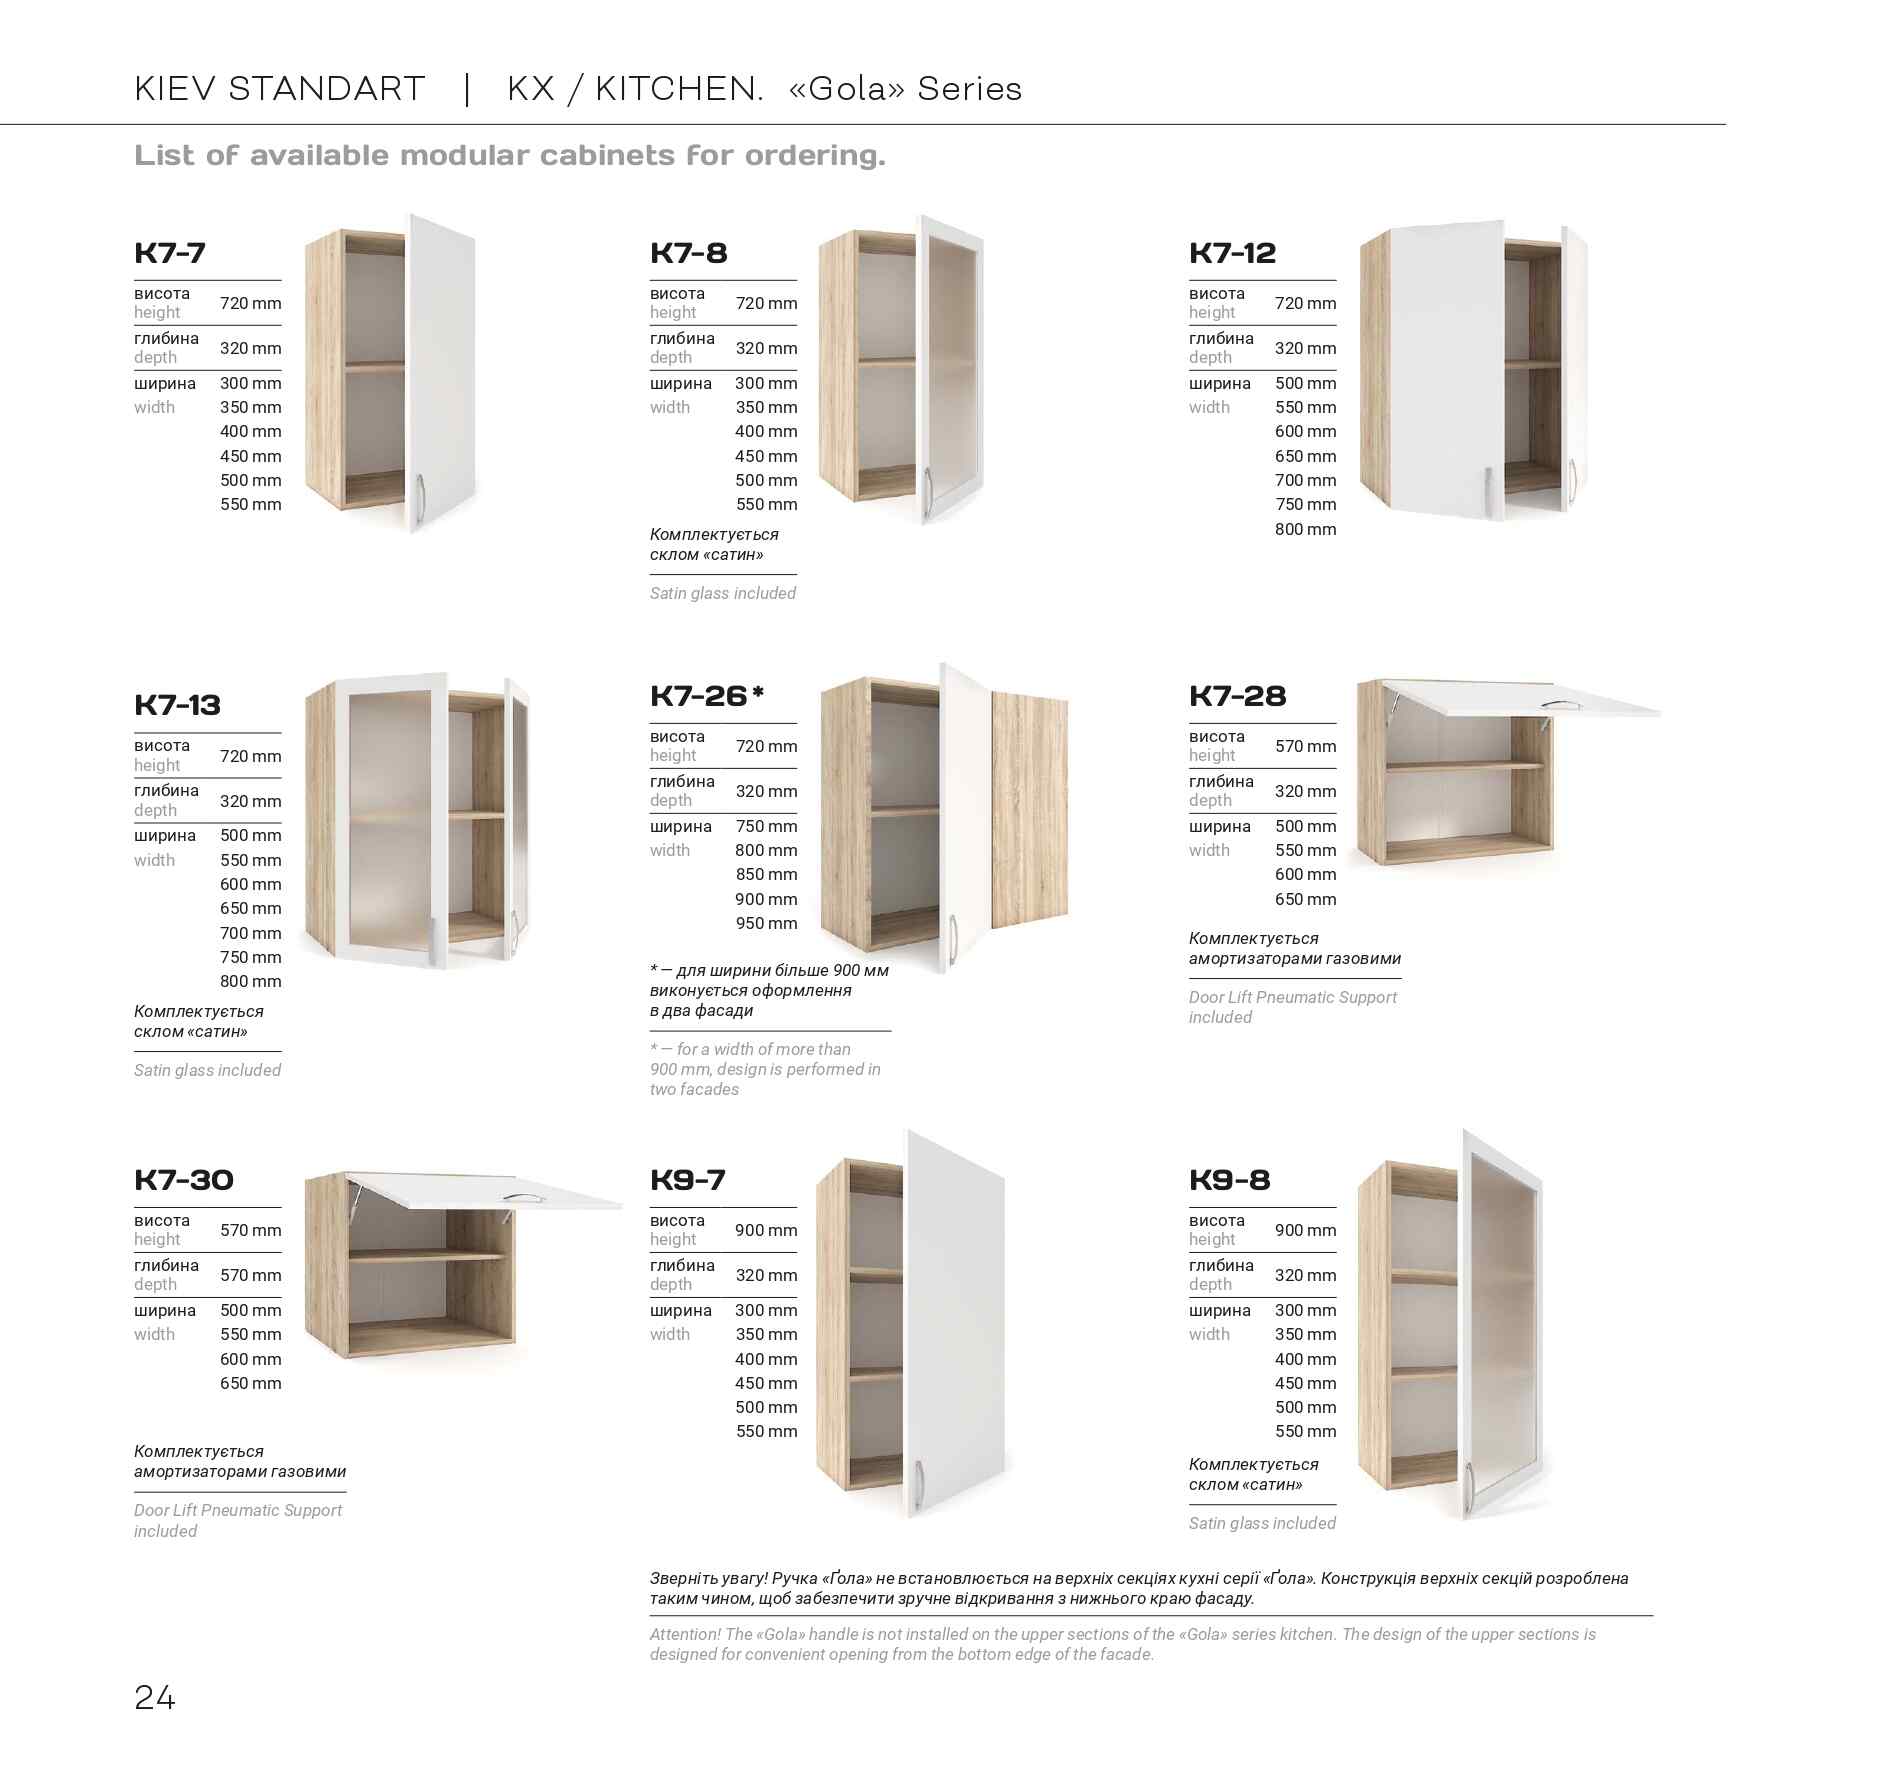 KIEV STANDART | KX / KITCHEN. «Gola» Series
List of available modular cabinets for ordering.
K7-7
висота
height
720 mm
глибина
depth
320 mm
ширина 300 mm
width 350 mm
400 mm
450 mm
500 mm
550 mm
K7-8
висота
height
720 mm
глибина
depth
320 mm
ширина 300 mm
width 350 mm
400 mm
450 mm
500 mm
550 mm
Комплектується
склом «сатин»
Satin glass included
K7-12
висота
height
720 mm
глибина
depth
320 mm
ширина 500 mm
width 550 mm
600 mm
650 mm
700 mm
750 mm
800 mm
K7-13
висота
height
720 mm
глибина
depth
320 mm
ширина 500 mm
width 550 mm
600 mm
650 mm
700 mm
750 mm
800 mm
Комплектується
склом «сатин»
Satin glass included
K7-26*
висота
height
720 mm
глибина
depth
320 mm
ширина 750 mm
width 800 mm
850 mm
900 mm
950 mm
* — для ширини більше 900 мм
виконується оформлення
в два фасади
* — for a width of more than
900 mm, design is performed in
two facades
K7-28
висота
height
570 mm
глибина
depth
320 mm
ширина 500 mm
width 550 mm
600 mm
650 mm
Комплектується
амортизаторами газовими
Door Lift Pneumatic Support
included
K7-30
висота
height
570 mm
глибина
depth
570 mm
ширина 500 mm
width 550 mm
600 mm
650 mm
Комплектується
амортизаторами газовими
Door Lift Pneumatic Support
included
K9-7
висота
height
900 mm
глибина
depth
320 mm
ширина 300 mm
width 350 mm
400 mm
450 mm
500 mm
550 mm
K9-8
висота
height
900 mm
глибина
depth
320 mm
ширина 300 mm
width 350 mm
400 mm
450 mm
500 mm
550 mm
Комплектується
склом «сатин»
Satin glass included
Зверніть увагу! Ручка «Ґола» не встановлюється на верхніх секціях кухні серії «Ґола». Конструкція верхніх секцій розроблена
таким чином, щоб забезпечити зручне відкривання з нижнього краю фасаду.
Attention! The «Gola» handle is not installed on the upper sections of the «Gola» series kitchen. The design of the upper sections is
designed for convenient opening from the bottom edge of the facade.
24